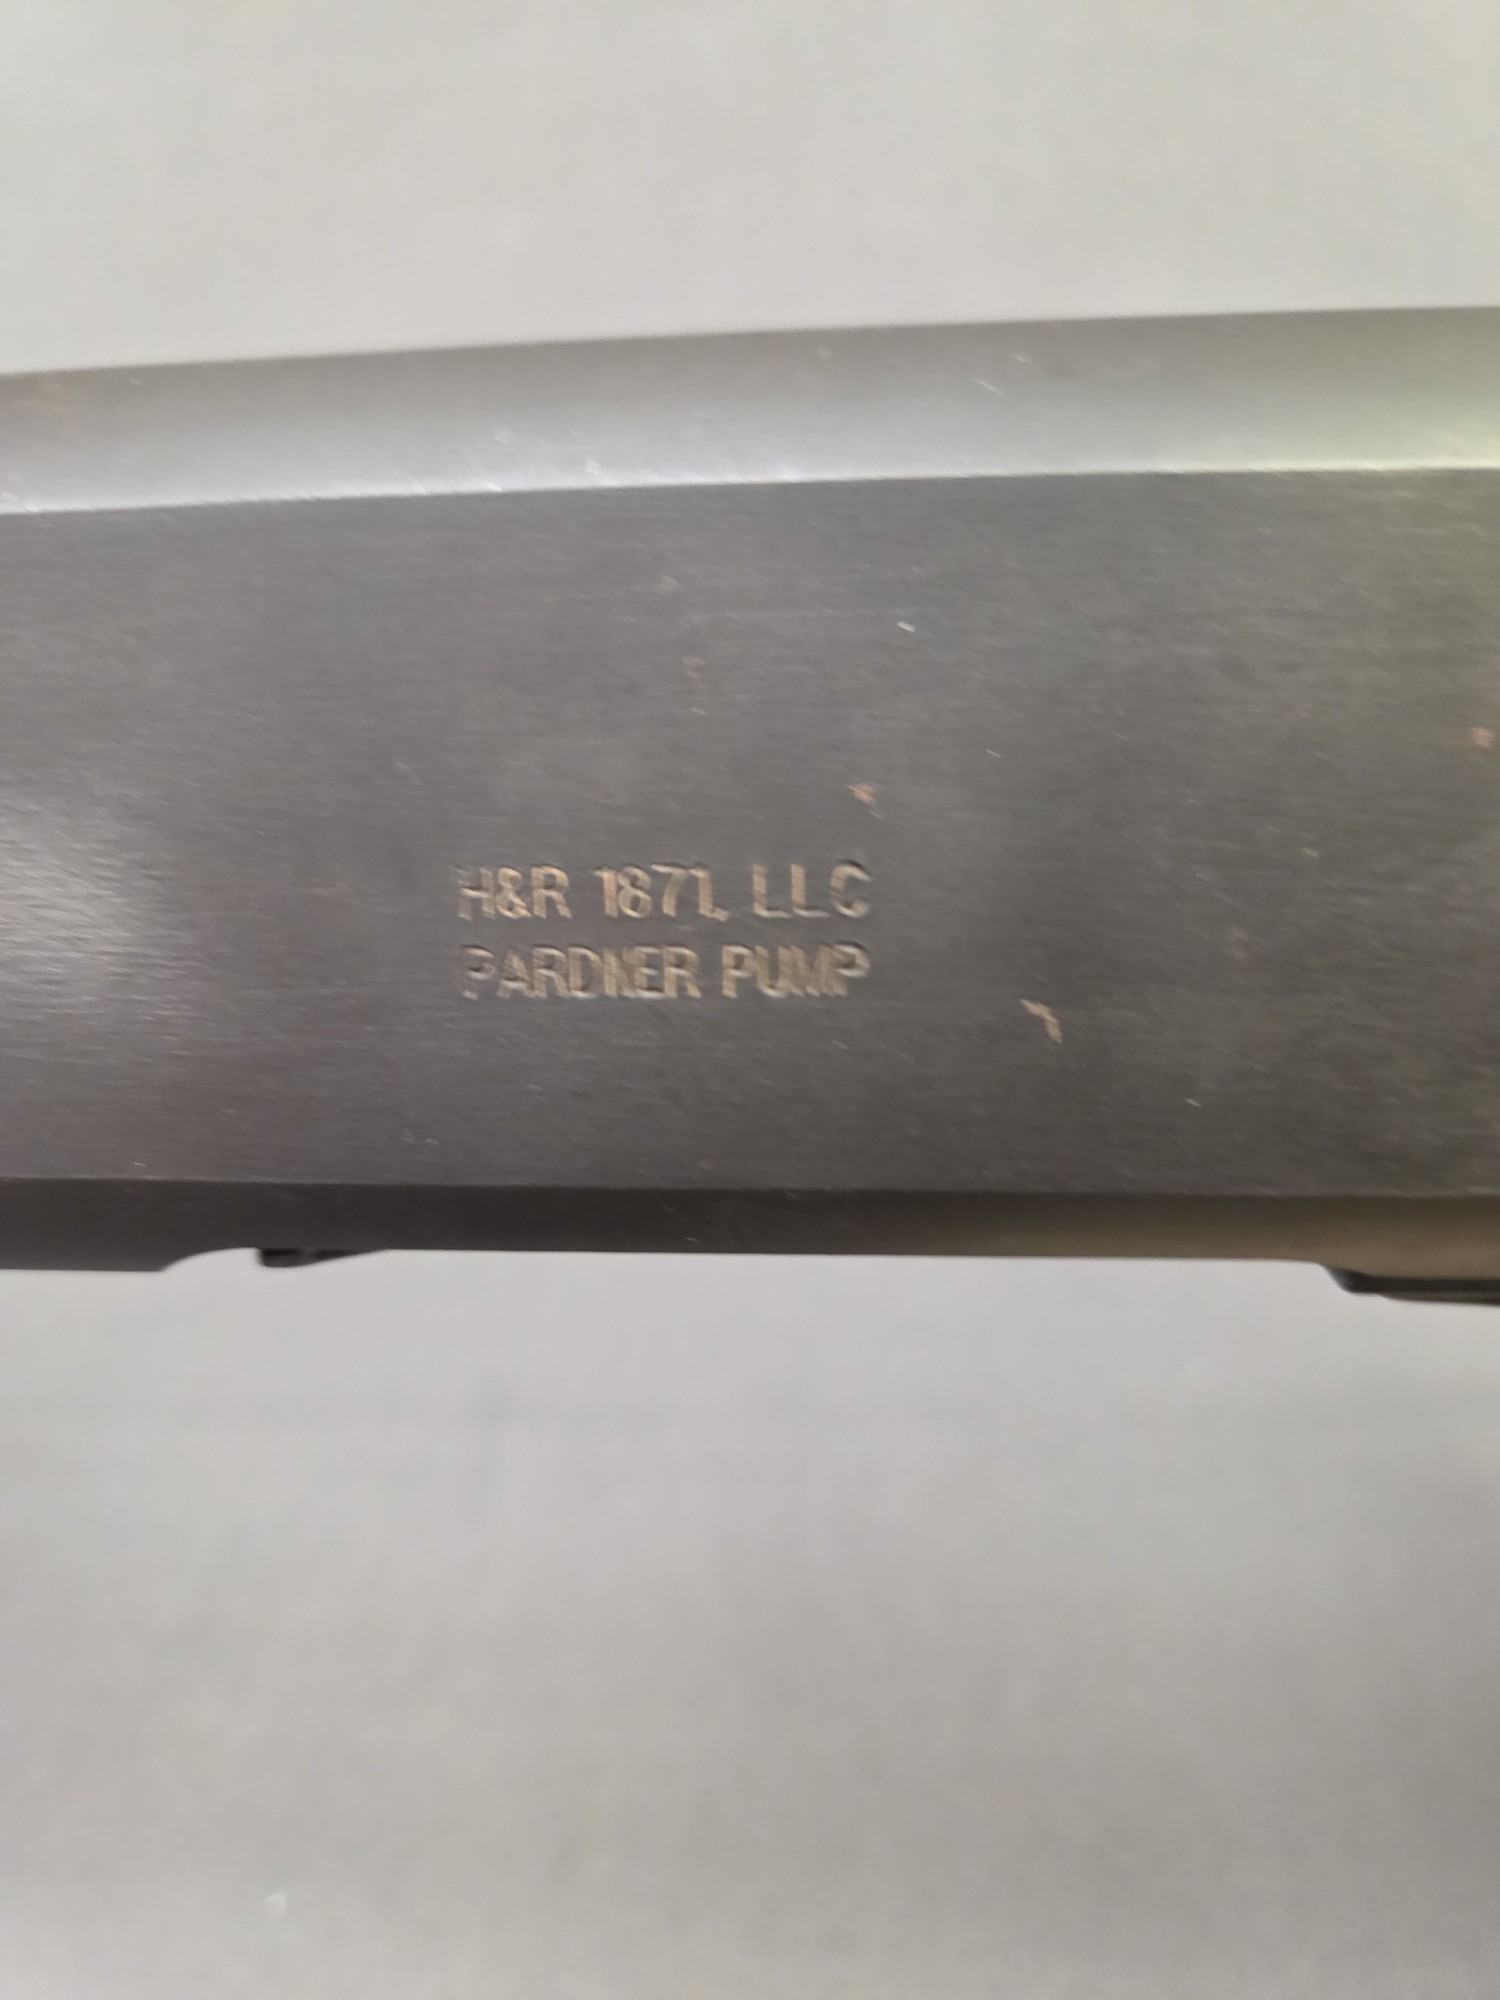 H&R 1871, LLC
PARDNER PUMP